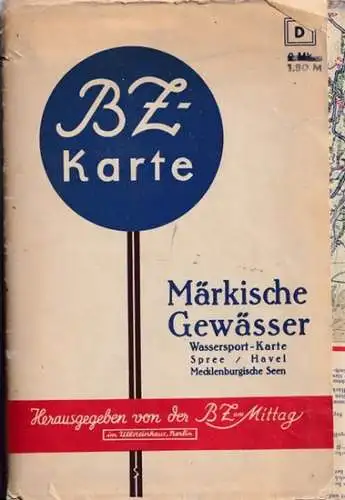 D
1.50 M
BZ-
Karte
Märkische
Gewässer
Wassersport-Karte
Spree / Havel
Mecklenburgische Seen
Herausgegeben von der BZ am Mittag
im Ullsteinhaus, Berlin